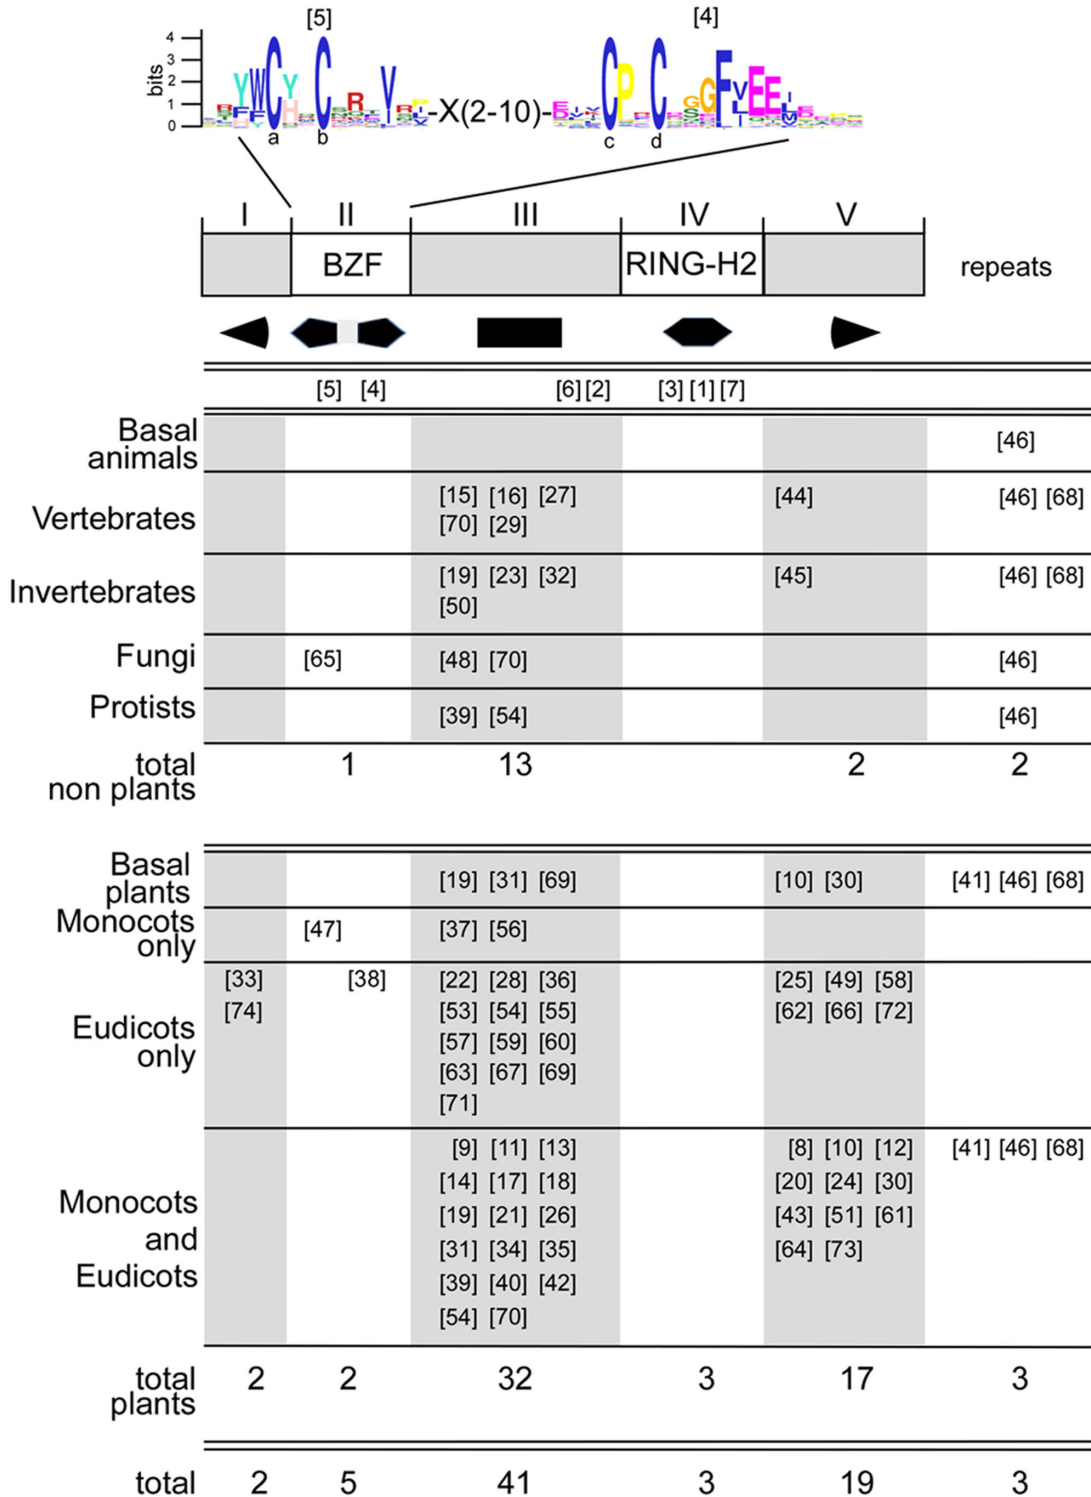 [5] [4]
bits
4
3
2
1
0
-X(2-10)-
a b c d
I II III IV V
BZF RING-H2 repeats
[5] [4] [6] [2] [3] [1] [7]
Basal
animals
[46]
Vertebrates
[15] [16] [27] [44] [46] [68]
[70] [29]
Invertebrates
[19] [23] [32] [45] [46] [68]
[50]
Fungi [65] [48] [70] [46]
Protists [39] [54] [46]
total
non plants
1 13 2 2
Basal
plants
[19] [31] [69] [10] [30] [41] [46] [68]
Monocots
only
[47] [37] [56]
Eudicots
only
[33] [38] [22] [28] [36] [25] [49] [58]
[74] [53] [54] [55] [62] [66] [72]
[57] [59] [60]
[63] [67] [69]
[71]
Monocots
and
Eudicots
[9] [11] [13] [8] [10] [12] [41] [46] [68]
[14] [17] [18] [20] [24] [30]
[19] [21] [26] [43] [51] [61]
[31] [34] [35] [64] [73]
[39] [40] [42]
[54] [70]
total
plants
2 2 32 3 17 3
total 2 5 41 3 19 3